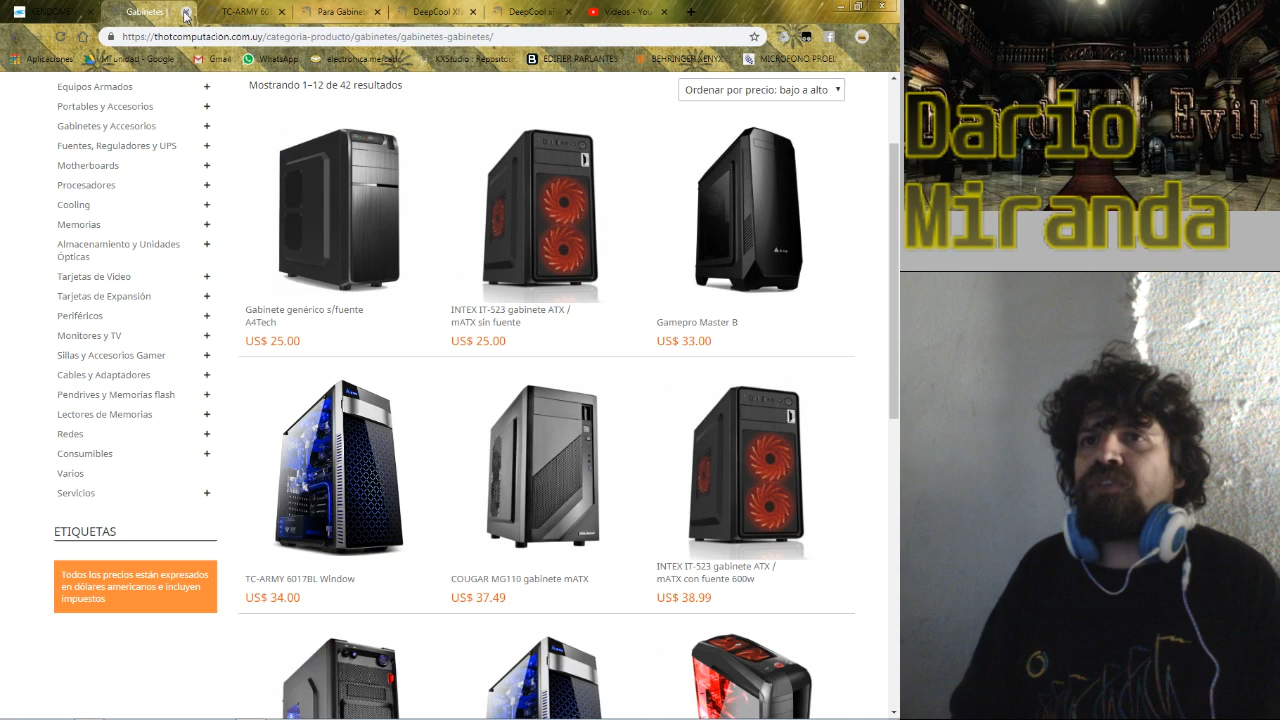 KENDOMEN
Gabinetes |
TC-ARMY 60
Para Gabine
DeepCool Xf
DeepCool xF
Videos - You
https://thotcomputacion.com.uy/categoria-producto/gabinetes/gabinetes-gabinetes/
Aplicaciones
Mi unidad - Google
Gmail
WhatsApp
electronica.mercado
KXStudio : Reposito
EDIFIER PARLANTES
BEHRINGER XENYX
MICROFONO PROEL
Mostrando 1–12 de 42 resultados
Ordenar por precio: bajo a alto
Equipos Armados +
Portables y Accesorios +
Gabinetes y Accesorios +
Fuentes, Reguladores y UPS +
Motherboards +
Procesadores +
Cooling +
Memorias +
Almacenamiento y Unidades +
Ópticas
Tarjetas de Video +
Tarjetas de Expansión +
Periféricos +
Monitores y TV +
Sillas y Accesorios Gamer +
Cables y Adaptadores +
Pendrives y Memorias flash +
Lectores de Memorias +
Redes +
Consumibles +
Varios
Servicios +
ETIQUETAS
Todos los precios están expresados
en dólares americanos e incluyen
impuestos
Gabinete genérico s/fuente
A4Tech
US$ 25.00
INTEX IT-523 gabinete ATX /
mATX sin fuente
US$ 25.00
Gamepro Master B
US$ 33.00
TC-ARMY 6017BL Window
US$ 34.00
COUGAR MG110 gabinete mATX
US$ 37.49
INTEX IT-523 gabinete ATX /
mATX con fuente 600w
US$ 38.99
Dario
Evil
Miranda